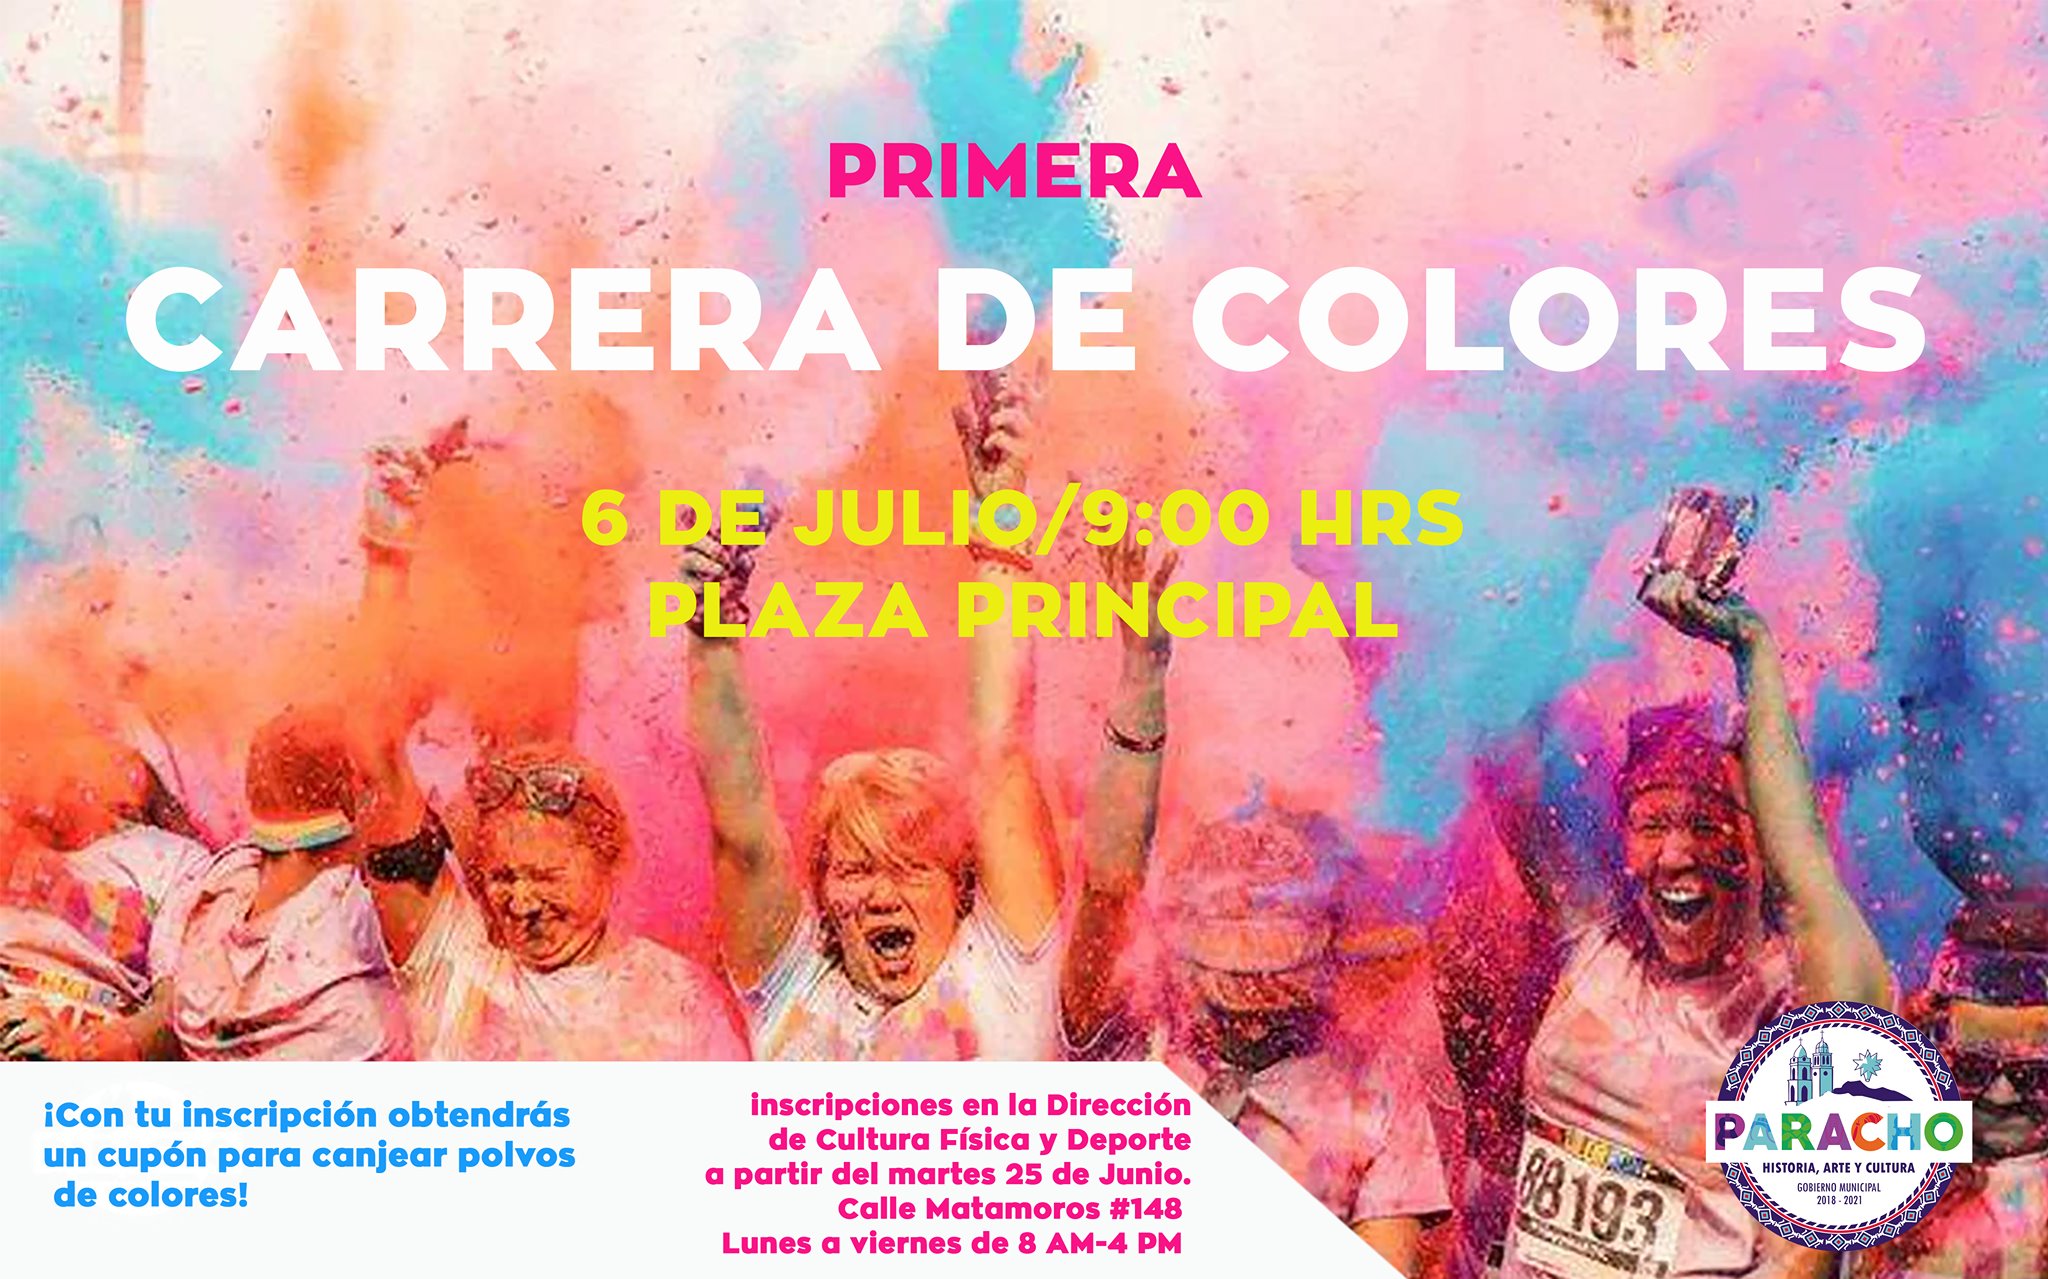 PRIMERA
CARRERA DE COLORES
6 DE JULIO/9:00 HRS
PLAZA PRINCIPAL
¡Con tu inscripción obtendrás
un cupón para canjear polvos
de colores!
inscripciones en la Dirección
de Cultura Física y Deporte
a partir del martes 25 de Junio.
Calle Matamoros #148
Lunes a viernes de 8 AM-4 PM
88193
PARACHO
HISTORIA, ARTE Y CULTURA
GOBIERNO MUNICIPAL
2018 - 2021